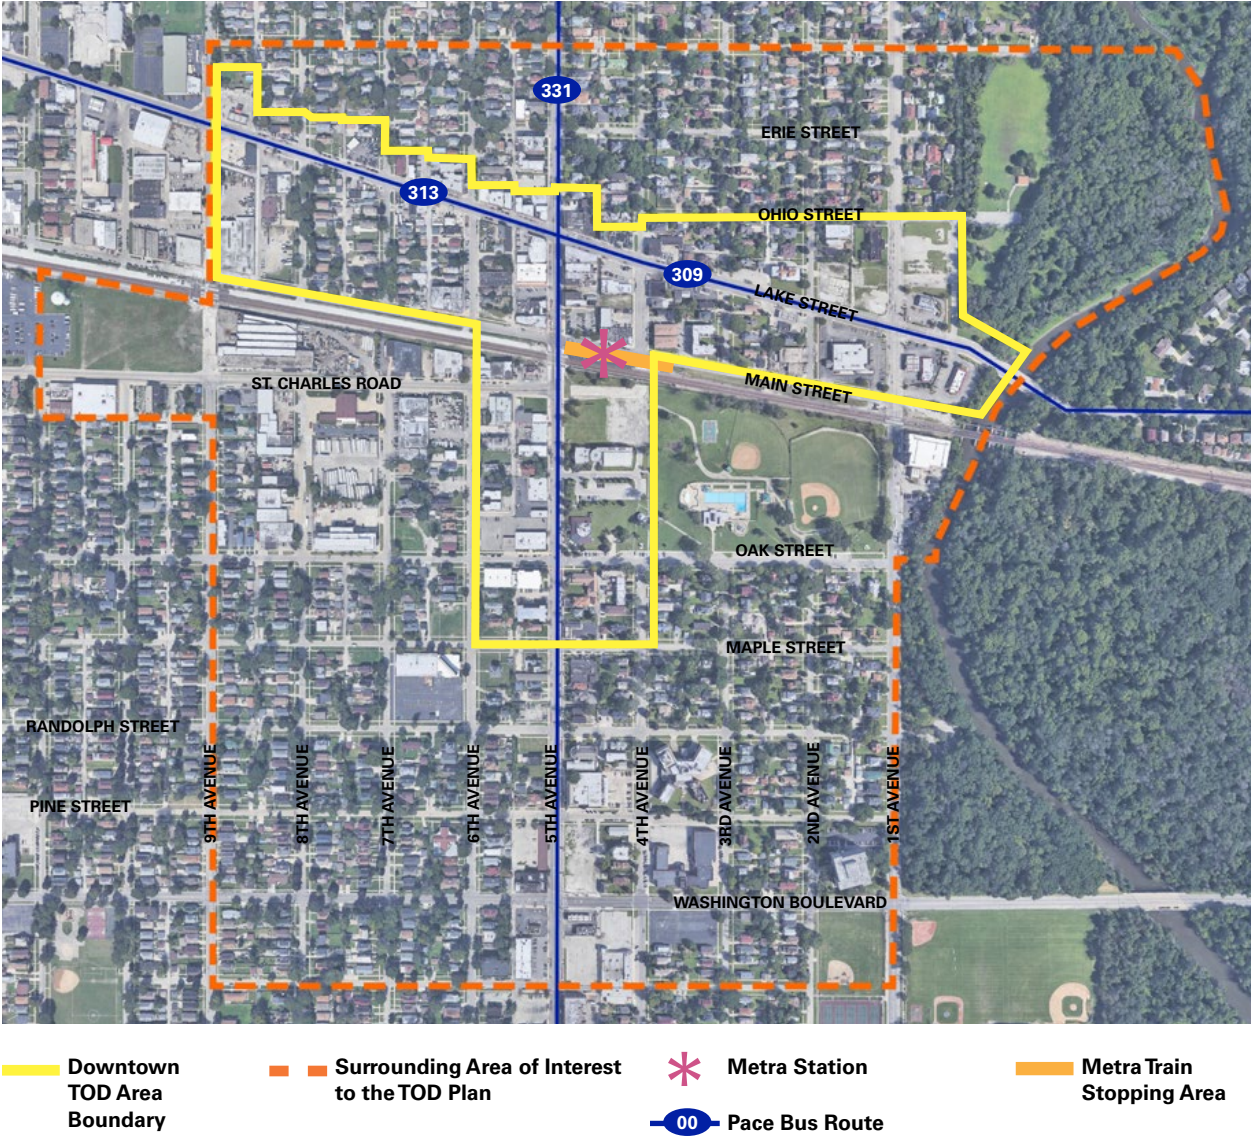 331
ERIE STREET
313
OHIO STREET
3
309
LAKE STREET
ST. CHARLES ROAD
MAIN STREET
OAK STREET
MAPLE STREET
RANDOLPH STREET
PINE STREET
9TH AVENUE
8TH AVENUE
7TH AVENUE
6TH AVENUE
5TH AVENUE
4TH AVENUE
3RD AVENUE
2ND AVENUE
1ST AVENUE
WASHINGTON BOULEVARD
Downtown
TOD Area
Boundary
Surrounding Area of Interest
to the TOD Plan
Metra Station
00 Pace Bus Route
Metra Train
Stopping Area